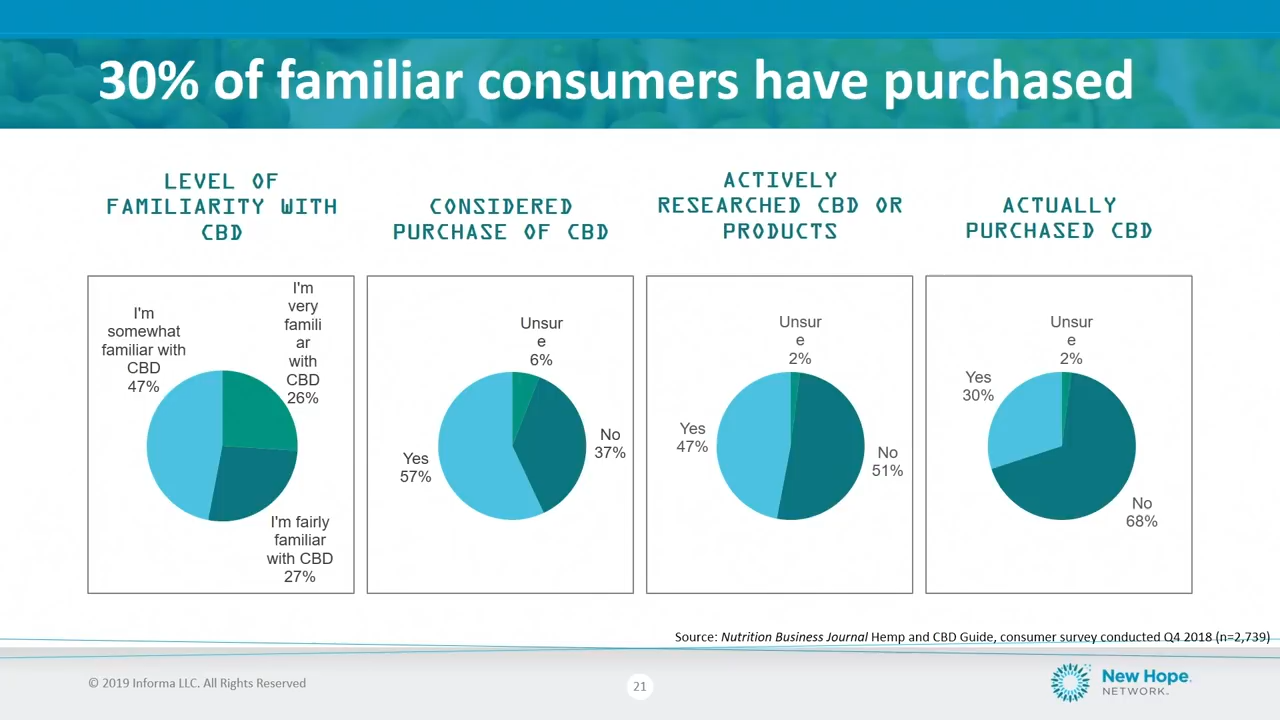 30% of familiar consumers have purchased
LEVEL OF
FAMILIARITY WITH
CBD
CONSIDERED
PURCHASE OF CBD
ACTIVELY
RESEARCHED CBD OR
PRODUCTS
ACTUALLY
PURCHASED CBD
I'm
somewhat
familiar with
CBD
47%
I'm
very
famili
ar
with
CBD
26%
I'm fairly
familiar
with CBD
27%
Unsur
e
6%
No
37%
Yes
57%
Unsur
e
2%
Yes
47%
No
51%
Unsur
e
2%
Yes
30%
No
68%
Source: Nutrition Business Journal Hemp and CBD Guide, consumer survey conducted Q4 2018 (n=2,739)
© 2019 Informa LLC. All Rights Reserved
21
New Hope.
NETWORK.